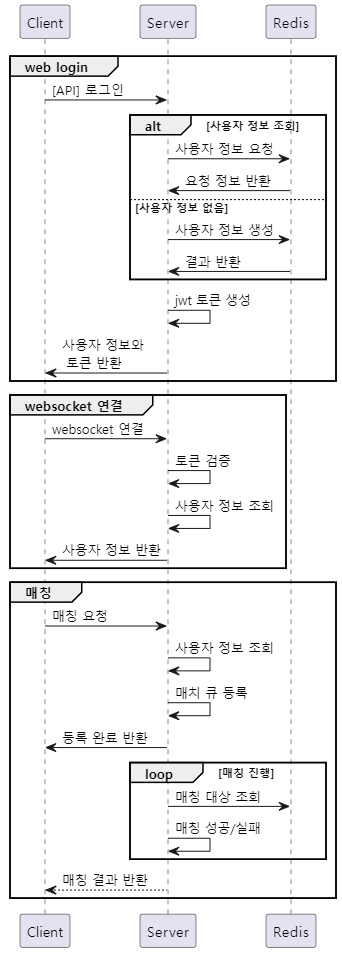 Client Server Redis
web login
[API] 로그인
alt [사용자 정보 조회]
사용자 정보 요청
요청 정보 반환
[사용자 정보 없음]
사용자 정보 생성
결과 반환
jwt 토큰 생성
사용자 정보와
토큰 반환
websocket 연결
websocket 연결
토큰 검증
사용자 정보 조회
사용자 정보 반환
매칭
매칭 요청
사용자 정보 조회
매치 큐 등록
등록 완료 반환
loop [매칭 진행]
매칭 대상 조회
매칭 성공/실패
매칭 결과 반환
Client Server Redis